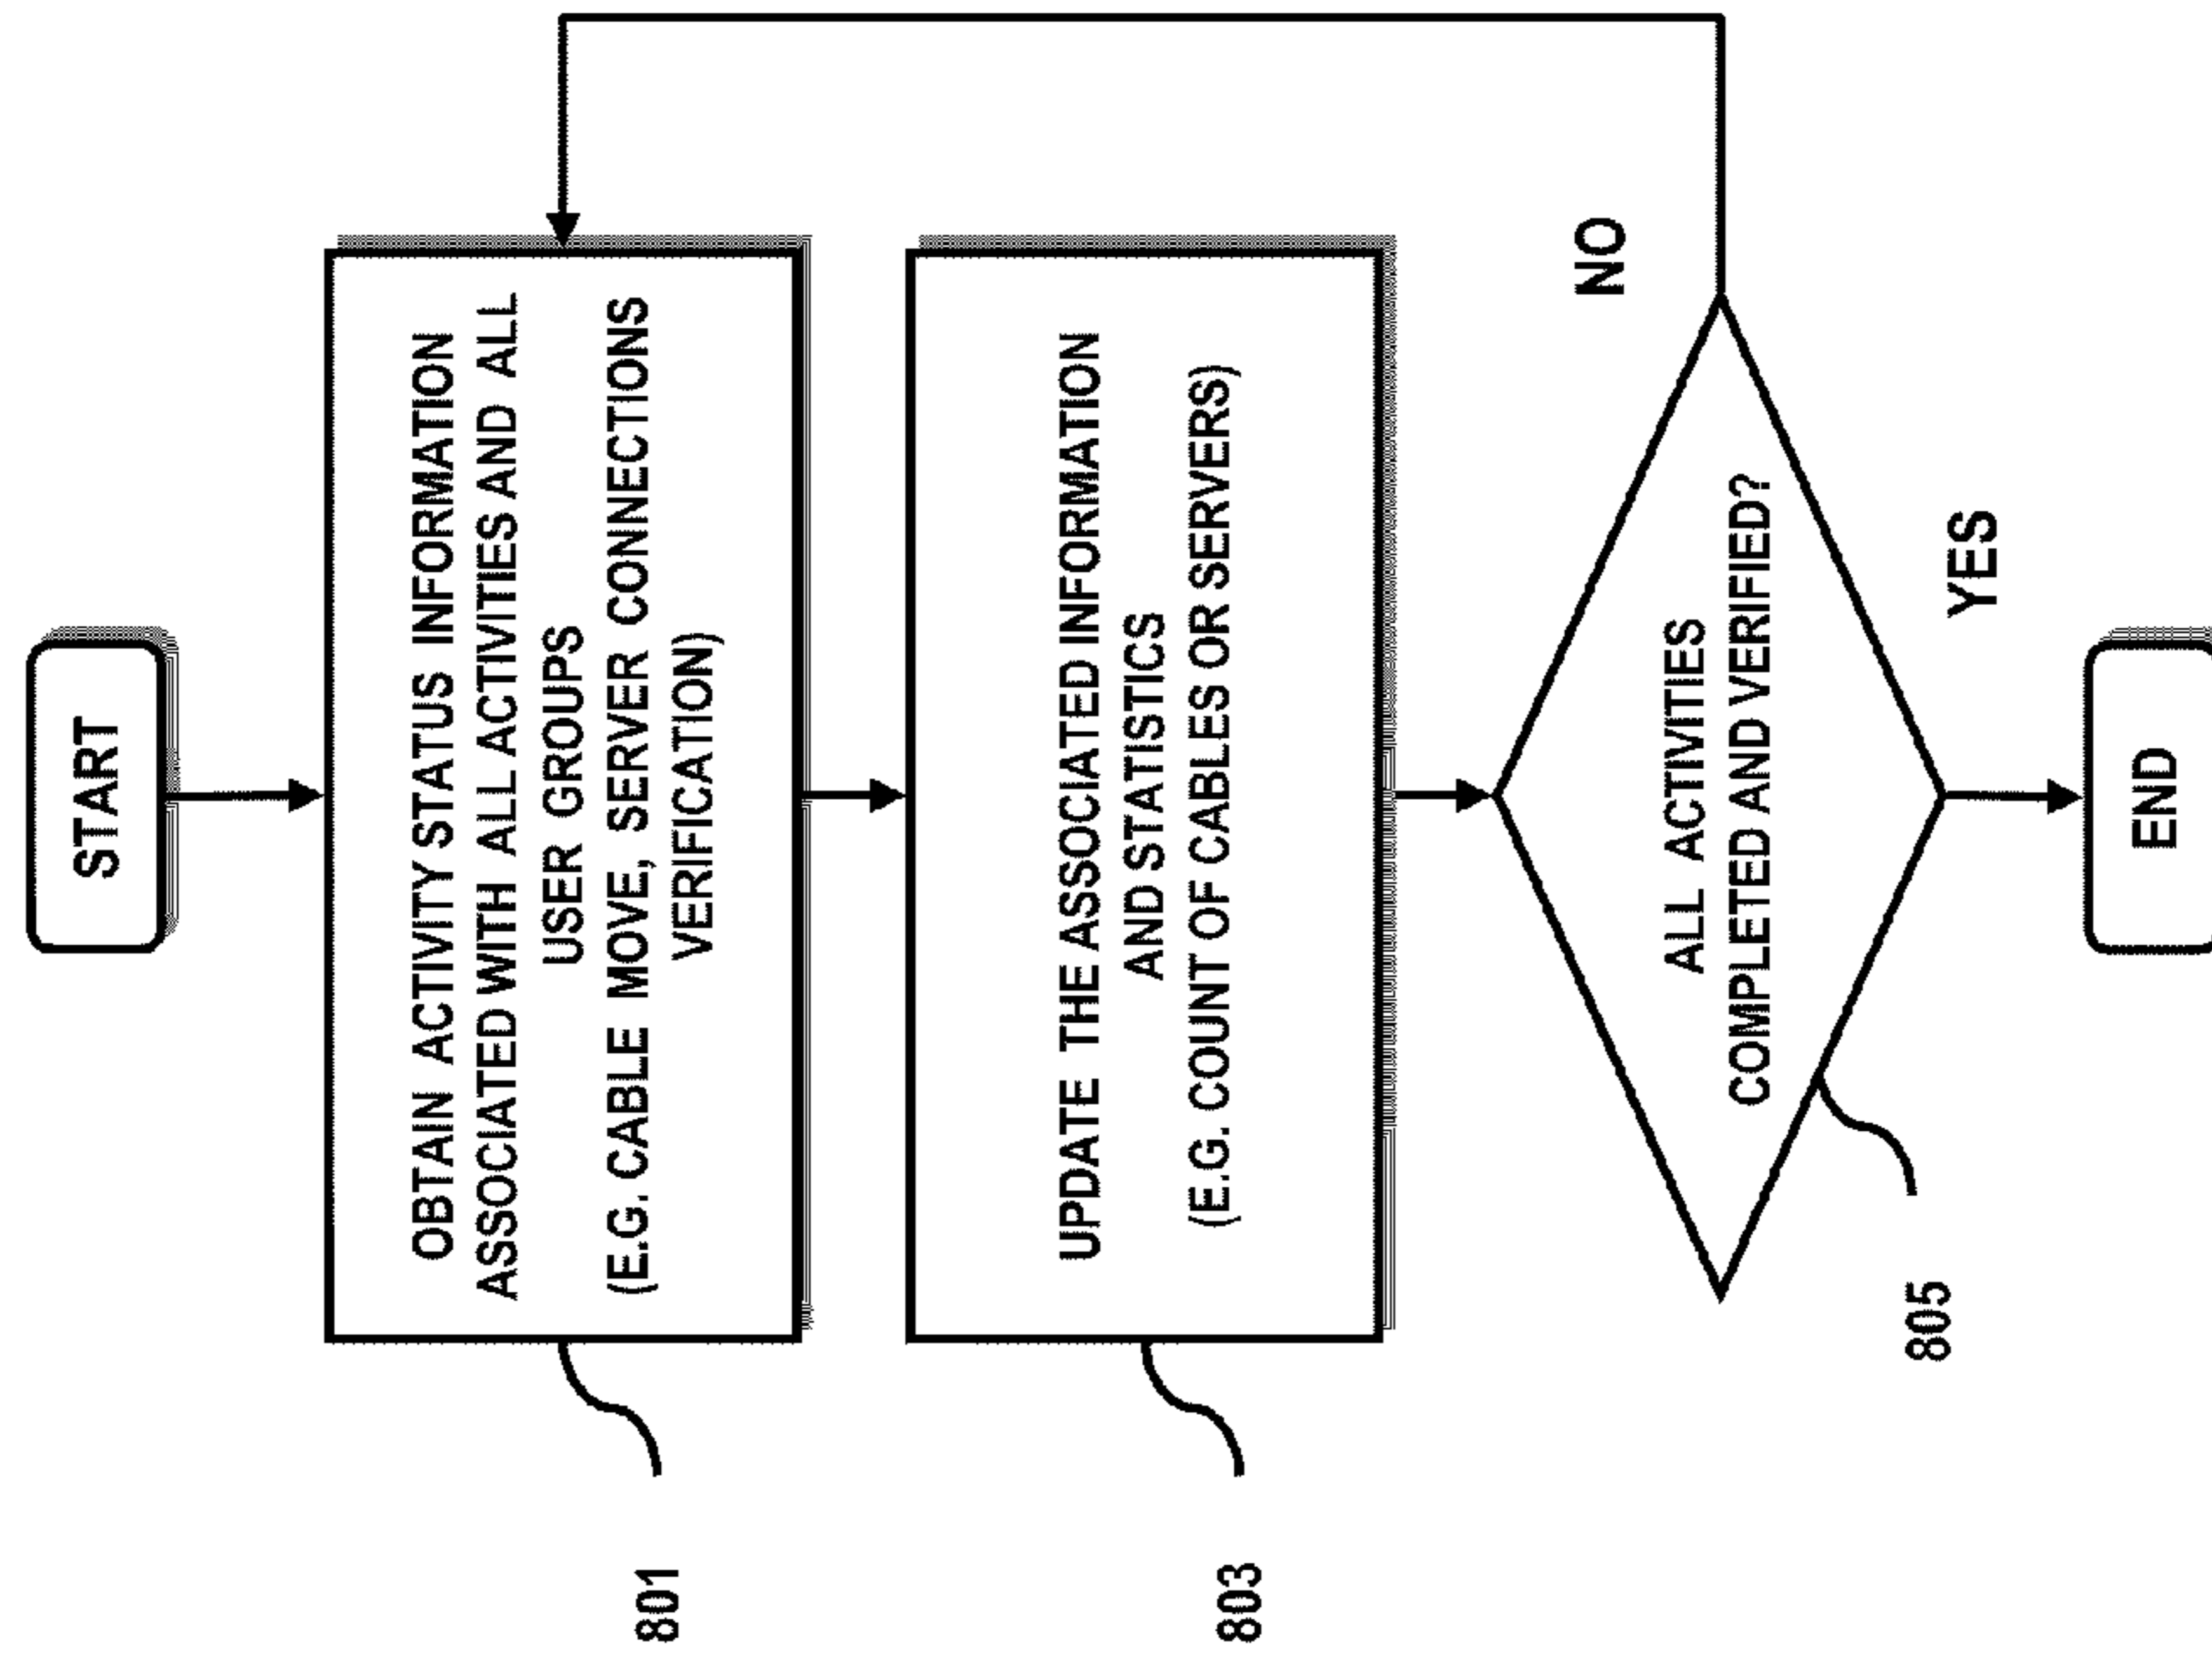 START
OBTAIN ACTIVITY STATUS INFORMATION
ASSOCIATED WITH ALL ACTIVITIES AND ALL
USER GROUPS
(E.G. CABLE MOVE, SERVER CONNECTIONS
VERIFICATION)
801
UPDATE THE ASSOCIATED INFORMATION
AND STATISTICS
(E.G. COUNT OF CABLES OR SERVERS)
803
ALL ACTIVITIES
COMPLETED AND VERIFIED?
NO
805
YES
END